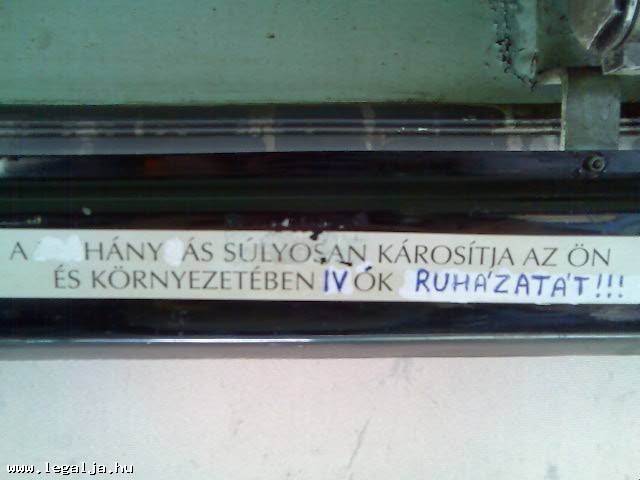 A HÁNY ÁS SÚLYOSAN KÁROSÍTJA AZ ÖN
ÉS KÖRNYEZETÉBEN IVÓK RUHÁZATÁT!!!
www.legalja.hu